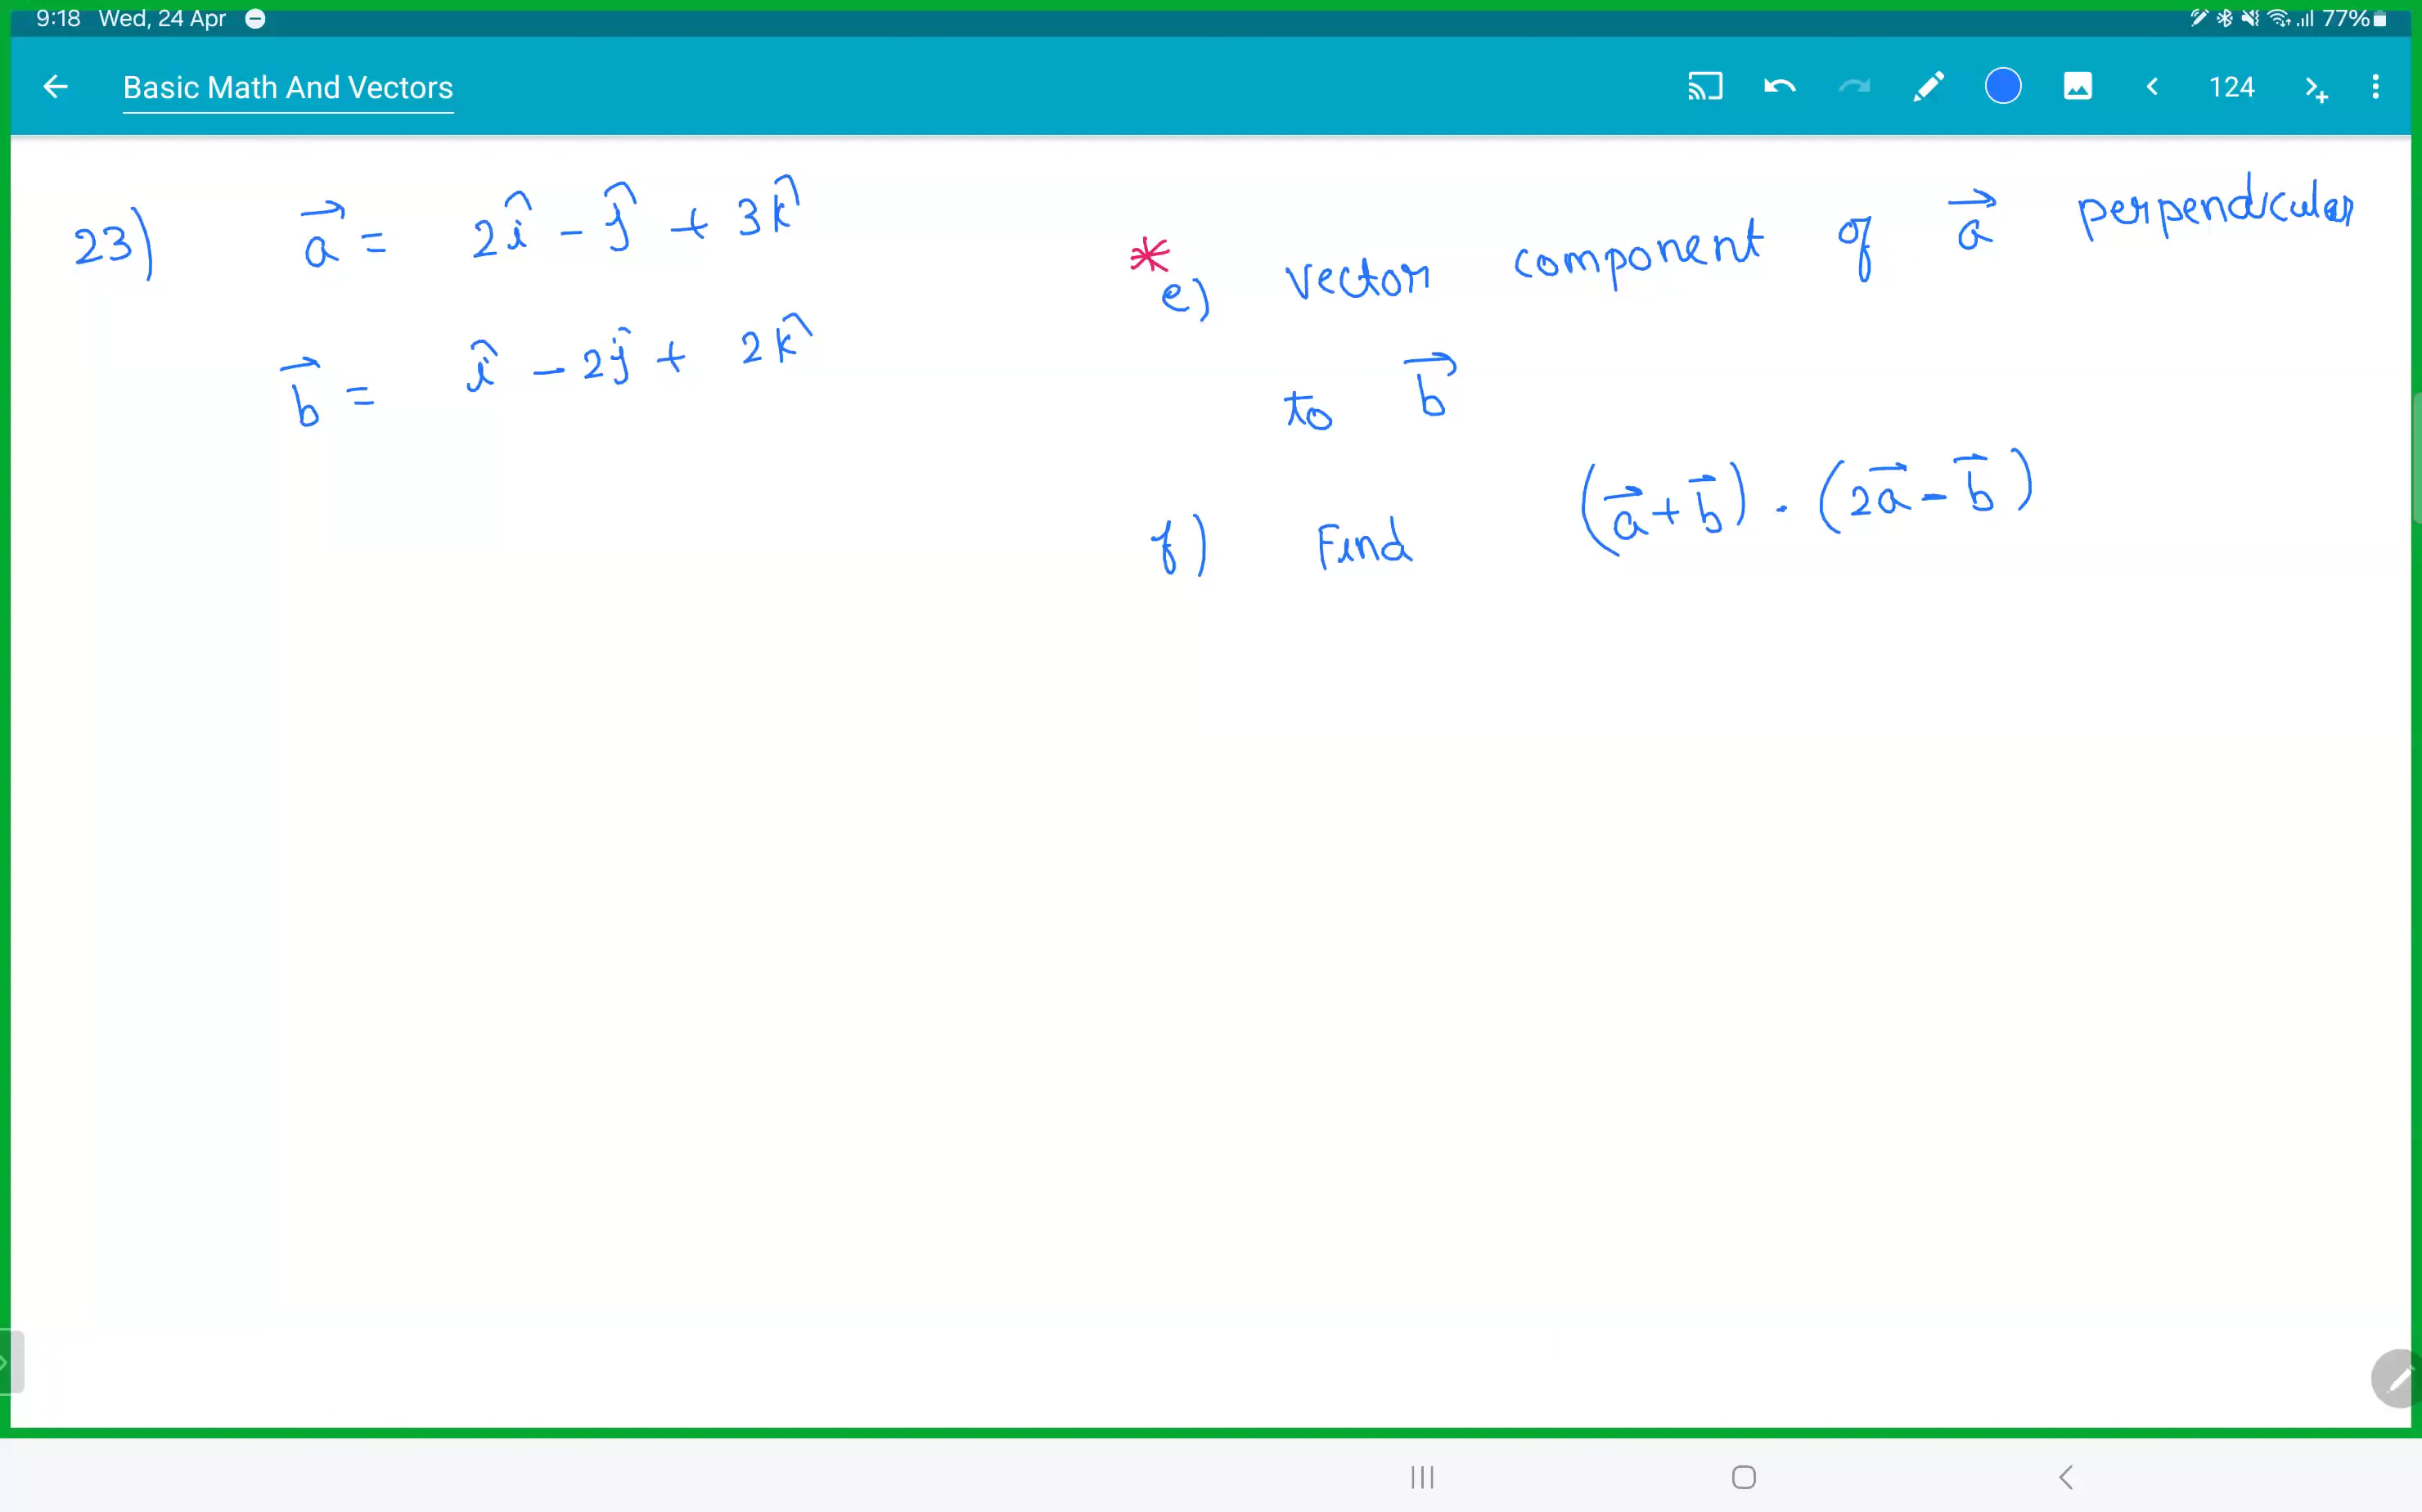 9:18 Wed, 24 Apr
77%
Basic Math And Vectors
124
23) a⃗ = 2î - ĵ + 3k̂
b⃗ = î - 2ĵ + 2k̂
* e) vector component of a⃗ perpendicular
to b⃗
f) Find (a⃗ + b⃗) · (2a⃗ - b⃗)